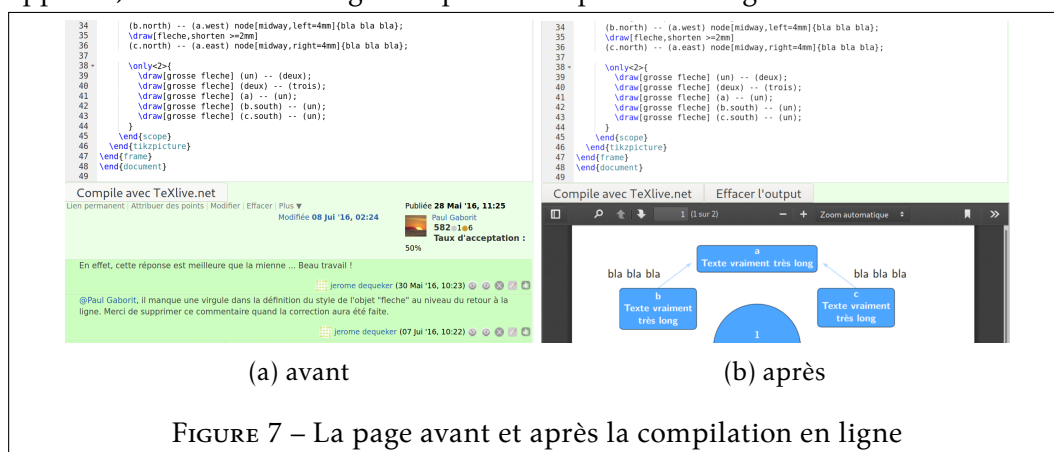 34 (b.north) -- (a.west) node[midway,left=4mm]{bla bla bla};
35 \draw[fleche,shorten >=2mm]
36 (c.north) -- (a.east) node[midway,right=4mm]{bla bla bla};
37
38 \only<2>{
39 \draw[grosse fleche] (un) -- (deux);
40 \draw[grosse fleche] (deux) -- (trois);
41 \draw[grosse fleche] (a) -- (un);
42 \draw[grosse fleche] (b.south) -- (un);
43 \draw[grosse fleche] (c.south) -- (un);
44 }
45 \end{scope}
46 \end{tikzpicture}
47 \end{frame}
48 \end{document}
49
Compile avec TeXlive.net
Lien permanent | Attribuer des points | Modifier | Effacer | Plus ▼
Publiée 28 Mai '16, 11:25
Modifiée 08 Jui '16, 02:24
Paul Gaborit
582●1●6
Taux d'acceptation :
50%
En effet, cette réponse est meilleure que la mienne ... Beau travail !
jerome dequeker (30 Mai '16, 10:23)
@Paul Gaborit, il manque une virgule dans la définition du style de l'objet "fleche" au niveau du retour à la
ligne. Merci de supprimer ce commentaire quand la correction aura été faite.
jerome dequeker (07 Jui '16, 10:22)
(a) avant
34 (b.north) -- (a.west) node[midway,left=4mm]{bla bla bla};
35 \draw[fleche,shorten >=2mm]
36 (c.north) -- (a.east) node[midway,right=4mm]{bla bla bla};
37
38 \only<2>{
39 \draw[grosse fleche] (un) -- (deux);
40 \draw[grosse fleche] (deux) -- (trois);
41 \draw[grosse fleche] (a) -- (un);
42 \draw[grosse fleche] (b.south) -- (un);
43 \draw[grosse fleche] (c.south) -- (un);
44 }
45 \end{scope}
46 \end{tikzpicture}
47 \end{frame}
48 \end{document}
49
Compile avec TeXlive.net Effacer l'output
1 (1 sur 2) Zoom automatique
a
Texte vraiment très long
bla bla bla
bla bla bla
b
Texte vraiment
très long
c
Texte vraiment
très long
1
(b) après
FIGURE 7 – La page avant et après la compilation en ligne